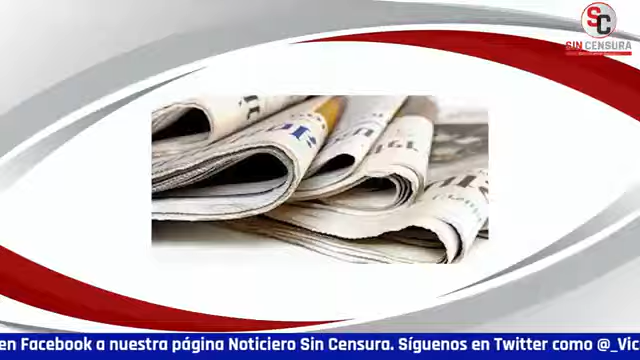 SC
SIN CENSURA
en Facebook a nuestra página Noticiero Sin Censura. Síguenos en Twitter como @_Vic